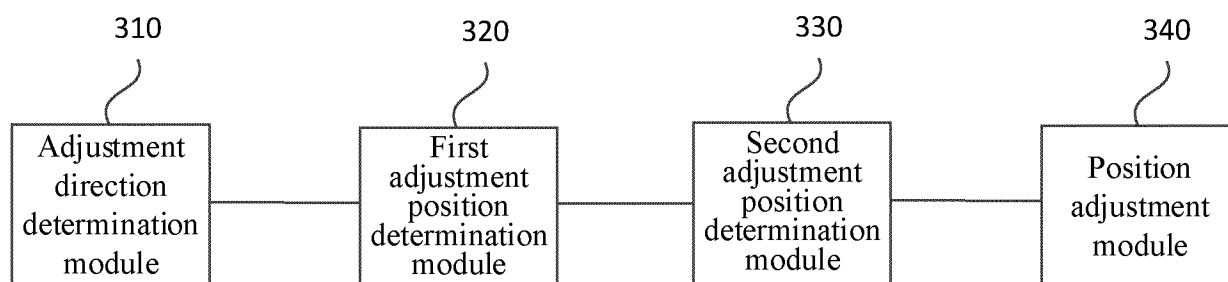 310
320
330
340
Adjustment
direction
determination
module
First
adjustment
position
determination
module
Second
adjustment
position
determination
module
Position
adjustment
module